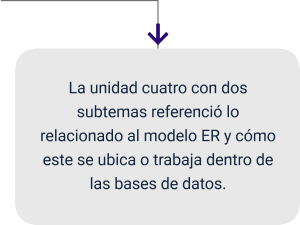 La unidad cuatro con dos
subtemas referenció lo
relacionado al modelo ER y cómo
este se ubica o trabaja dentro de
las bases de datos.